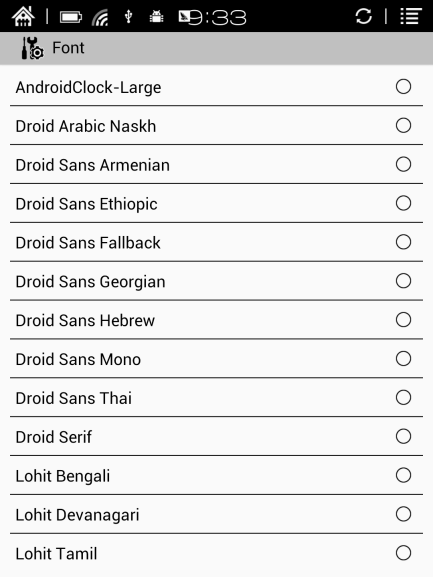 9:33
Font
AndroidClock-Large
Droid Arabic Naskh
Droid Sans Armenian
Droid Sans Ethiopic
Droid Sans Fallback
Droid Sans Georgian
Droid Sans Hebrew
Droid Sans Mono
Droid Sans Thai
Droid Serif
Lohit Bengali
Lohit Devanagari
Lohit Tamil